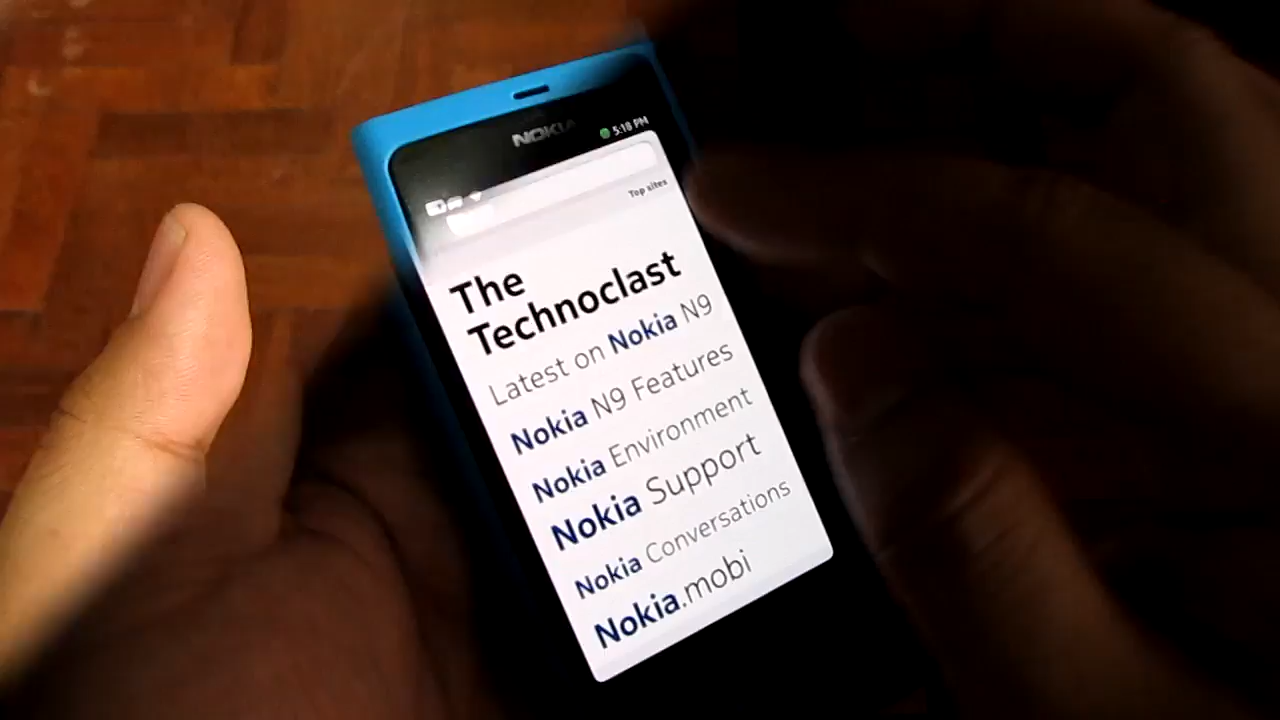 NOKIA
5:18 PM
Top sites
The
Technoclast
Latest on Nokia N9
Nokia N9 Features
Nokia Environment
Nokia Support
Nokia Conversations
Nokia.mobi